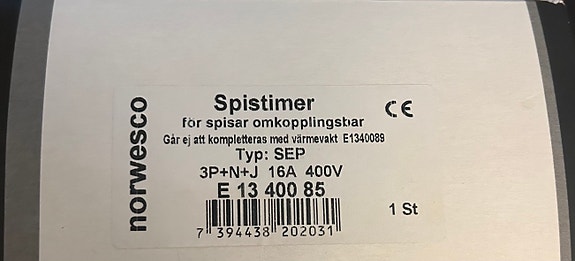 norwesco
Spistimer
för spisar omkopplingsbar
Går ej att kompletteras med värmevakt E1340089
Typ: SEP
3P+N+J 16A 400V
E 13 400 85
7 394438 202031
1 St
CE